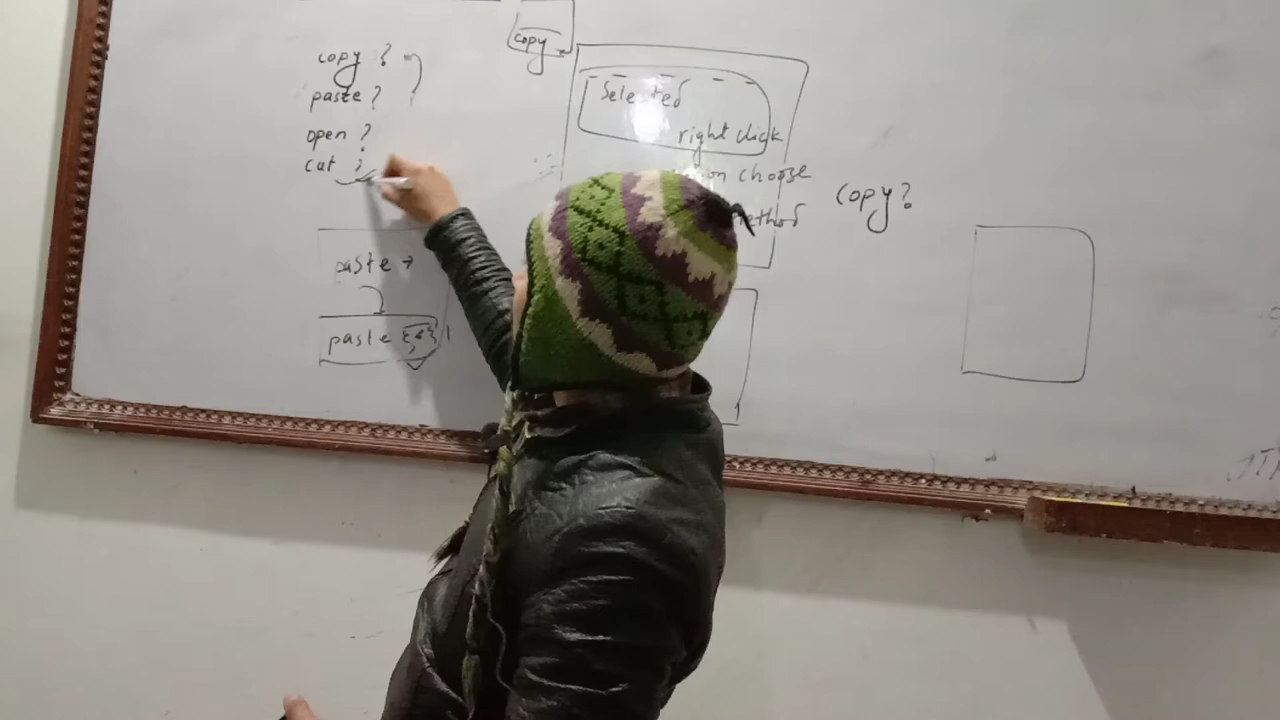 copy
copy ?
paste ?
open ?
cut ?
paste →
paste
Selected
right click
choose
copy?